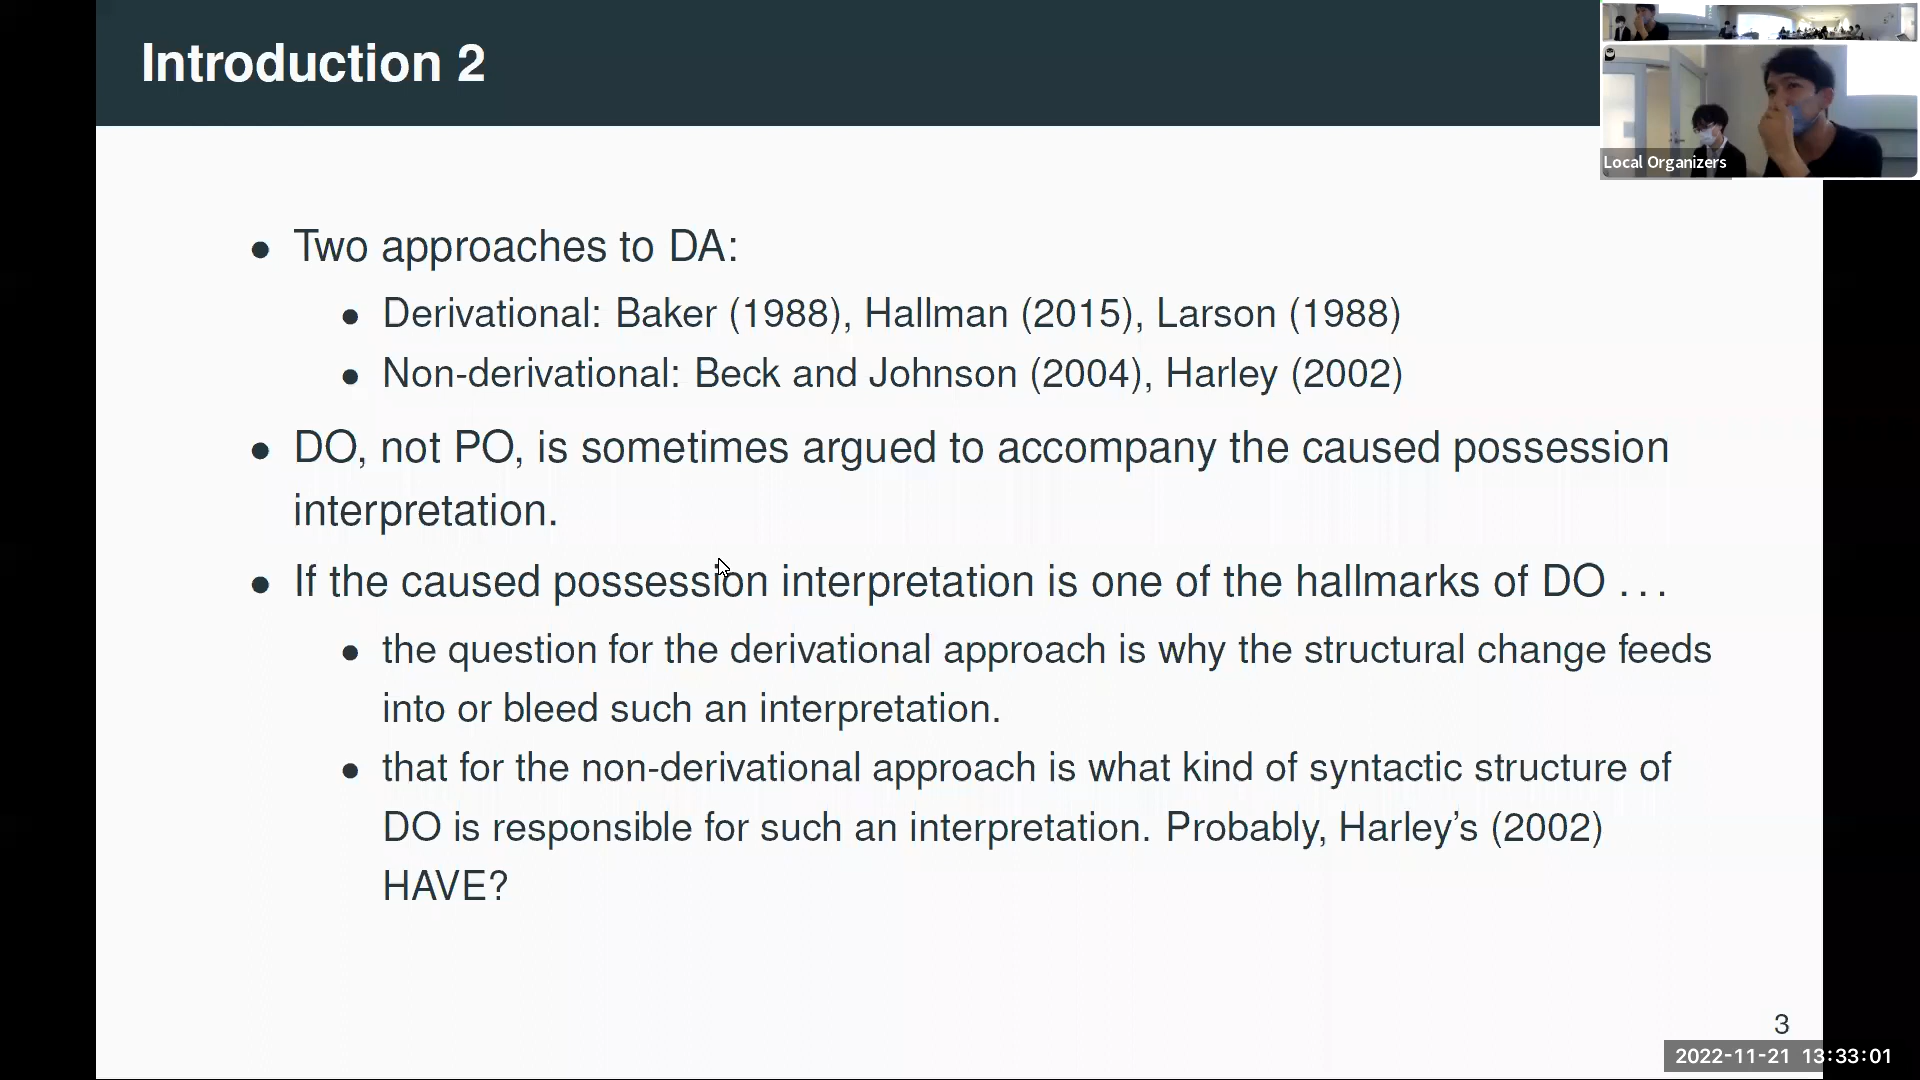 Introduction 2
Local Organizers
• Two approaches to DA:
• Derivational: Baker (1988), Hallman (2015), Larson (1988)
• Non-derivational: Beck and Johnson (2004), Harley (2002)
• DO, not PO, is sometimes argued to accompany the caused possession
interpretation.
• If the caused possession interpretation is one of the hallmarks of DO . . .
• the question for the derivational approach is why the structural change feeds
into or bleed such an interpretation.
• that for the non-derivational approach is what kind of syntactic structure of
DO is responsible for such an interpretation. Probably, Harley's (2002)
HAVE?
3
2022-11-21 13:33:01